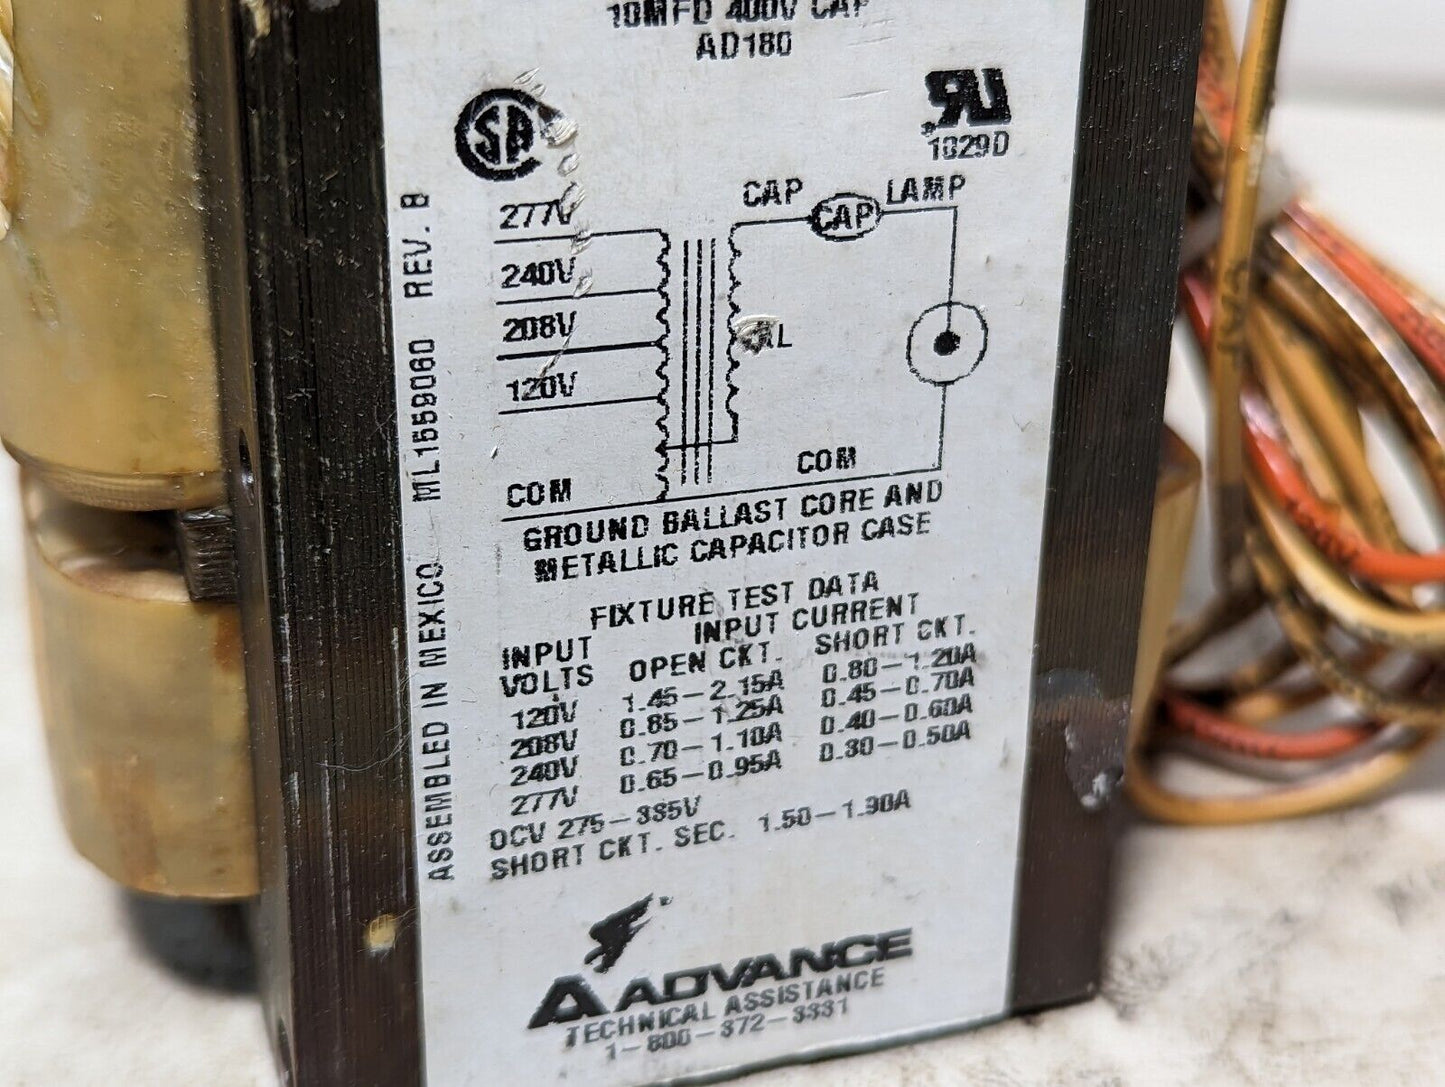 10MFD 400V CAP
AD180
SA
1029D
CAP
CAP
LAMP
277V
240V
208V
120V
COM
COM
GROUND BALLAST CORE AND
METALLIC CAPACITOR CASE
FIXTURE TEST DATA
INPUT CURRENT
INPUT
VOLTS OPEN CKT. SHORT CKT.
120V 1.45-2.15A 0.80-1.20A
208V 0.85-1.25A 0.45-0.70A
240V 0.70-1.10A 0.40-0.60A
277V 0.65-0.95A 0.30-0.50A
OCV 275-335V
SHORT CKT. SEC. 1.50-1.90A
ADVANCE
TECHNICAL ASSISTANCE
1-800-372-3331
ASSEMBLED IN MEXICO ML1559060 REV. B